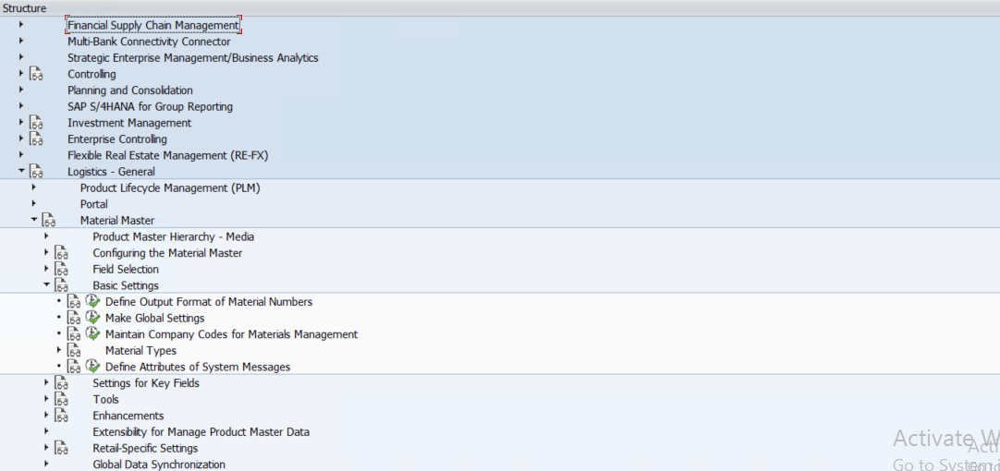 Structure
Financial Supply Chain Management
Multi-Bank Connectivity Connector
Strategic Enterprise Management/Business Analytics
Controlling
Planning and Consolidation
SAP S/4HANA for Group Reporting
Investment Management
Enterprise Controlling
Flexible Real Estate Management (RE-FX)
Logistics - General
Product Lifecycle Management (PLM)
Portal
Material Master
Product Master Hierarchy - Media
Configuring the Material Master
Field Selection
Basic Settings
Define Output Format of Material Numbers
Make Global Settings
Maintain Company Codes for Materials Management
Material Types
Define Attributes of System Messages
Settings for Key Fields
Tools
Enhancements
Extensibility for Manage Product Master Data
Retail-Specific Settings
Global Data Synchronization
Activate W
Go to System